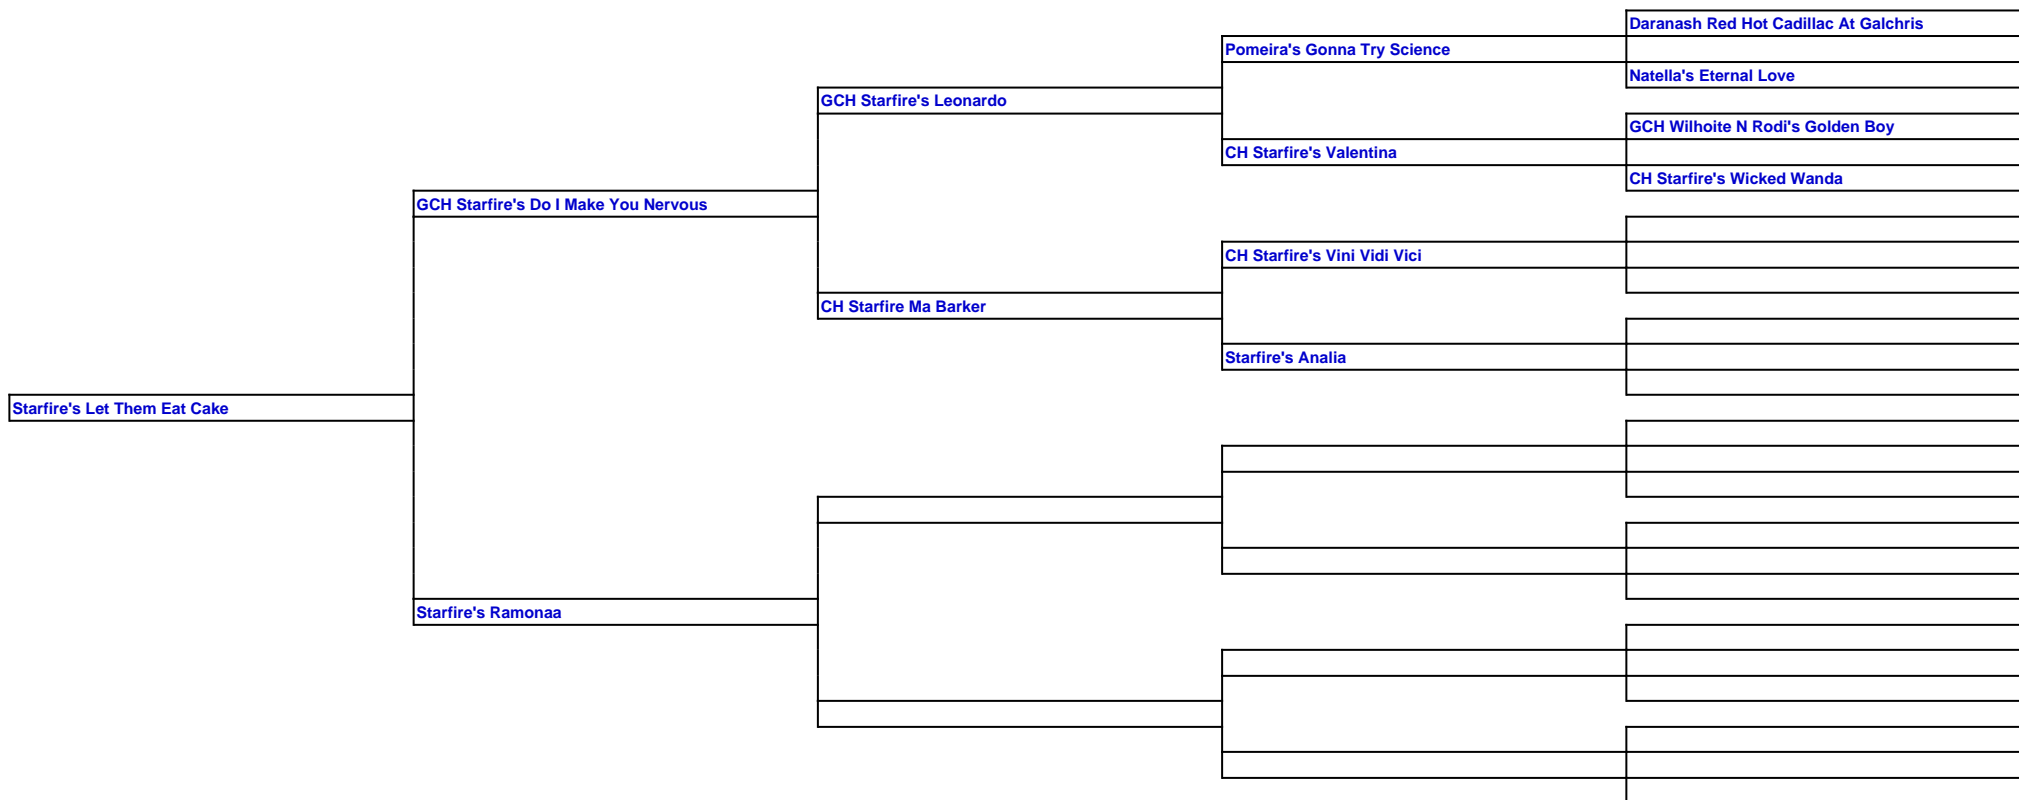 Daranash Red Hot Cadillac At Galchris
Pomeira's Gonna Try Science
Natella's Eternal Love
GCH Starfire's Leonardo
GCH Wilhoite N Rodi's Golden Boy
CH Starfire's Valentina
CH Starfire's Wicked Wanda
GCH Starfire's Do I Make You Nervous
CH Starfire's Vini Vidi Vici
CH Starfire Ma Barker
Starfire's Analia
Starfire's Let Them Eat Cake
Starfire's Ramonaa